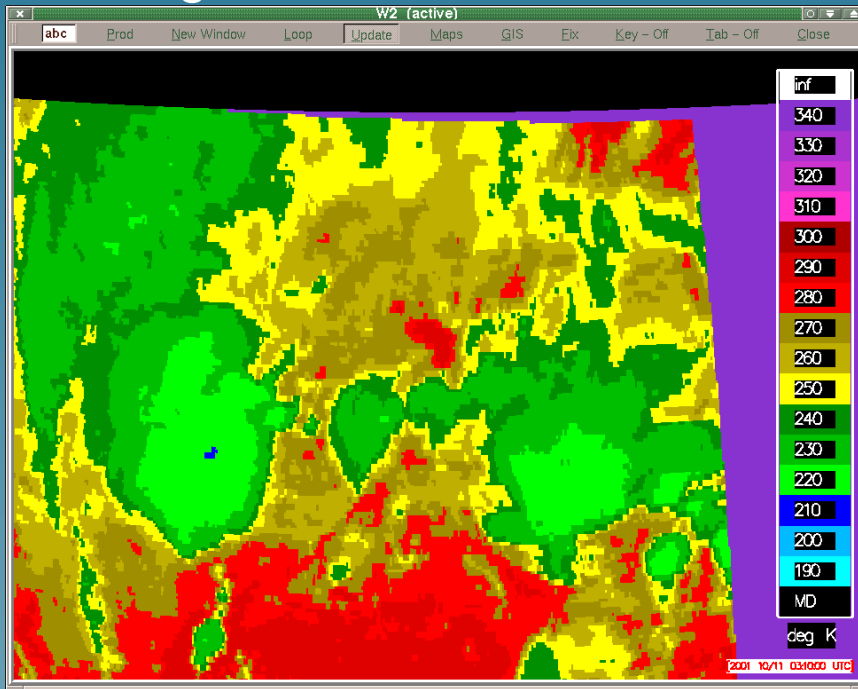 W2 (active)
abc Prod New Window Loop Update Maps GIS Fix Key - Off Tab - Off Close
inf
340
330
320
310
300
290
280
270
260
250
240
230
220
210
200
190
MD
deg K
[2001 10/11 031000 UTC]